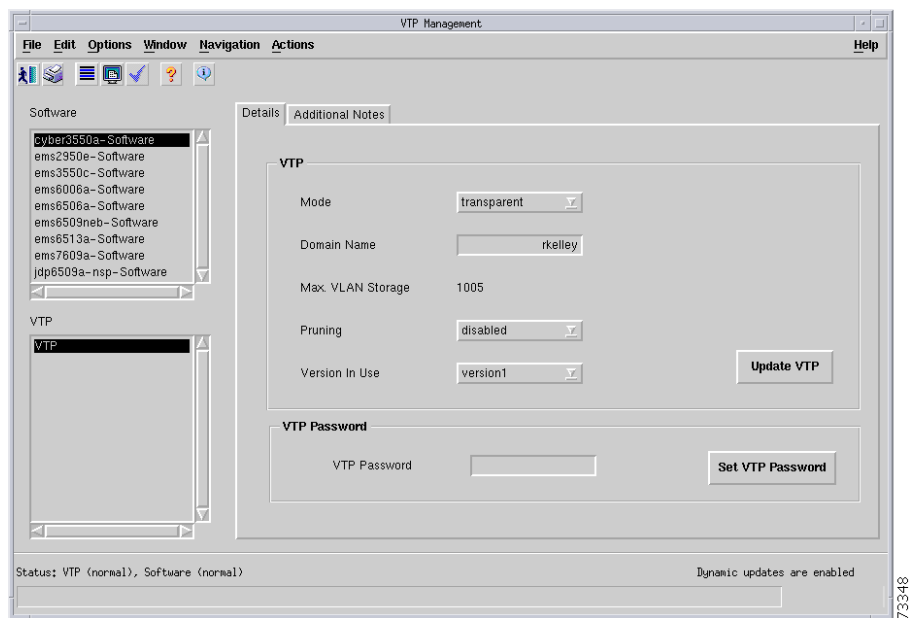 VTP Management
File Edit Options Window Navigation Actions Help
Software
cyber3550a-Software
ems2950e-Software
ems3550c-Software
ems6006a-Software
ems6506a-Software
ems6509neb-Software
ems6513a-Software
ems7609a-Software
jdp6509a-nsp-Software
VTP
VTP
Details Additional Notes
VTP
Mode transparent
Domain Name rkelley
Max. VLAN Storage 1005
Pruning disabled
Version In Use version1
Update VTP
VTP Password
VTP Password
Set VTP Password
Status: VTP (normal), Software (normal) Dynamic updates are enabled
73348